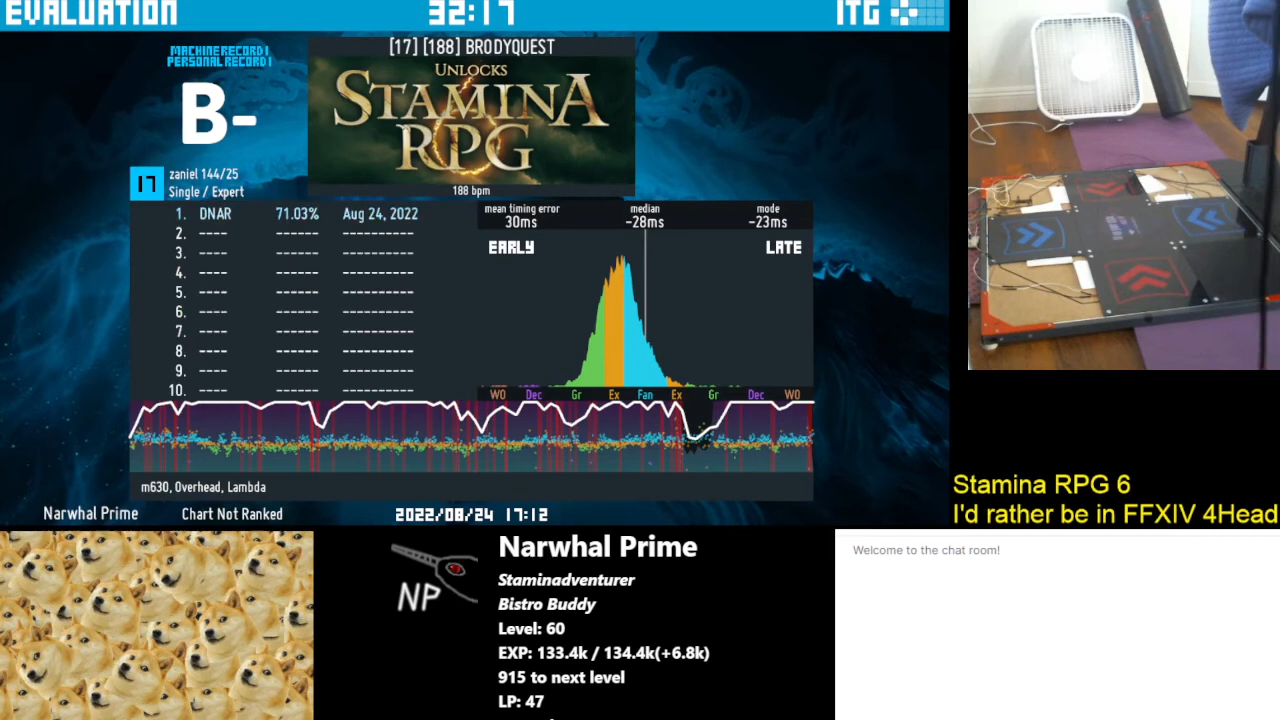 EVALUATION
32:17
ITG
MACHINE RECORD 1
PERSONAL RECORD 1
B-
[17] [188] BRODYQUEST
UNLOCKS
STAMINA
RPG
188 bpm
17
zaniel 144/25
Single / Expert
1. DNAR 71.03% Aug 24, 2022
2. ---- ------ ----------
3. ---- ------ ----------
4. ---- ------ ----------
5. ---- ------ ----------
6. ---- ------ ----------
7. ---- ------ ----------
8. ---- ------ ----------
9. ---- ------ ----------
10. ---- ------ ----------
mean timing error median mode
30ms -28ms -23ms
EARLY LATE
WO Dec Gr Ex Fan Ex Gr Dec WO
m630, Overhead, Lambda
Narwhal Prime
Chart Not Ranked
2022/08/24 17:12
Stamina RPG 6
I'd rather be in FFXIV 4Head
NP
Narwhal Prime
Staminadventurer
Bistro Buddy
Level: 60
EXP: 133.4k / 134.4k(+6.8k)
915 to next level
LP: 47
Welcome to the chat room!